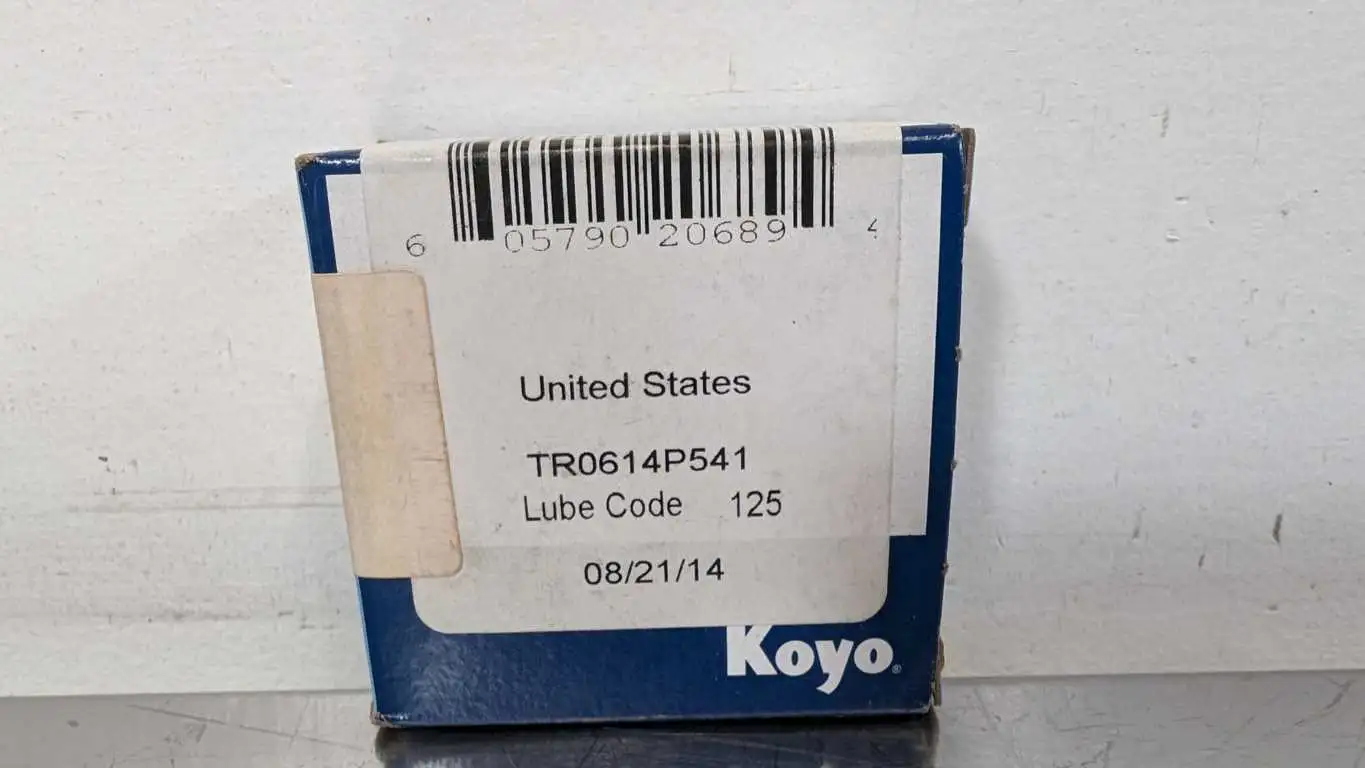 6 05790 20689 4
United States
TR0614P541
Lube Code 125
08/21/14
Koyo®